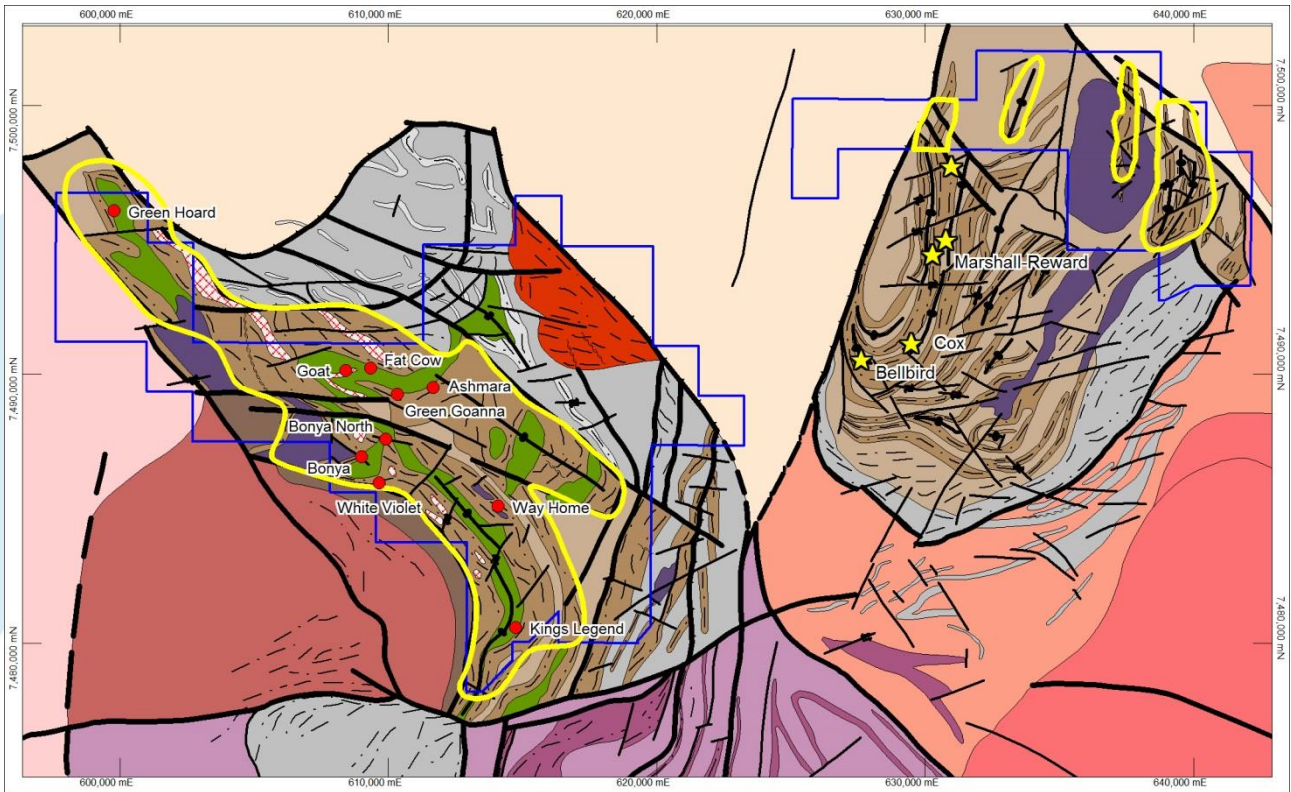 600,000 mE
610,000 mE
620,000 mE
630,000 mE
640,000 mE
7,500,000 mN
7,500,000 mN
Green Hoard
Marshall-Reward
Fat Cow
Goat
Cox
Bellbird
7,490,000 mN
7,490,000 mN
Ashmara
Green Goanna
Bonya North
Bonya
White Violet
Way Home
Kings Legend
7,480,000 mN
7,480,000 mN
600,000 mE
610,000 mE
620,000 mE
630,000 mE
640,000 mE